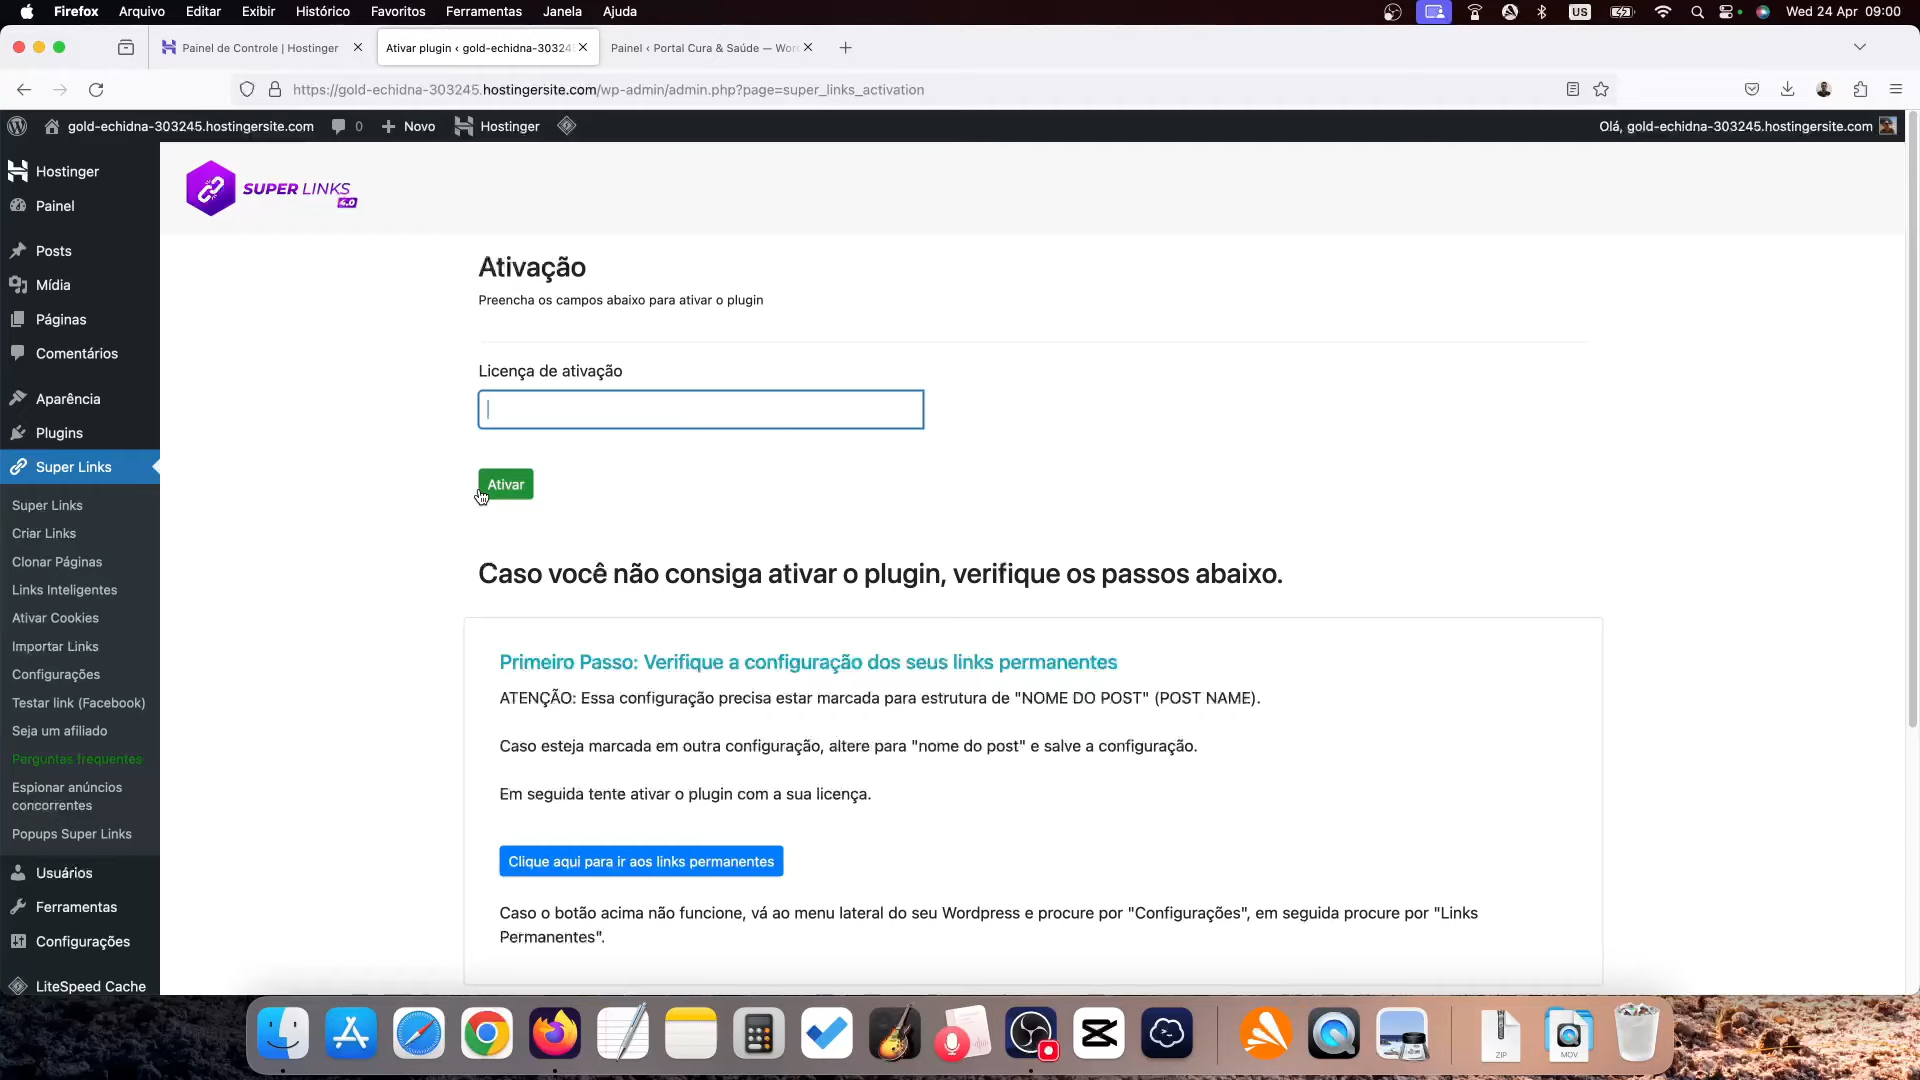 Firefox Arquivo Editar Exibir Histórico Favoritos Ferramentas Janela Ajuda US Wed 24 Apr 09:00
Painel de Controle | Hostinger Ativar plugin ‹ gold-echidna-30324 Painel ‹ Portal Cura & Saúde — Wor
https://gold-echidna-303245.hostingersite.com/wp-admin/admin.php?page=super_links_activation
gold-echidna-303245.hostingersite.com 0 Novo Hostinger Olá, gold-echidna-303245.hostingersite.com
Hostinger
Painel
Posts
Mídia
Páginas
Comentários
Aparência
Plugins
Super Links
Super Links
Criar Links
Clonar Páginas
Links Inteligentes
Ativar Cookies
Importar Links
Configurações
Testar link (Facebook)
Seja um afiliado
Perguntas frequentes
Espionar anúncios
concorrentes
Popups Super Links
Usuários
Ferramentas
Configurações
LiteSpeed Cache
SUPER LINKS
4.0
Ativação
Preencha os campos abaixo para ativar o plugin
Licença de ativação
Ativar
Caso você não consiga ativar o plugin, verifique os passos abaixo.
Primeiro Passo: Verifique a configuração dos seus links permanentes
ATENÇÃO: Essa configuração precisa estar marcada para estrutura de "NOME DO POST" (POST NAME).
Caso esteja marcada em outra configuração, altere para "nome do post" e salve a configuração.
Em seguida tente ativar o plugin com a sua licença.
Clique aqui para ir aos links permanentes
Caso o botão acima não funcione, vá ao menu lateral do seu Wordpress e procure por "Configurações", em seguida procure por "Links
Permanentes".
ZIP
MOV